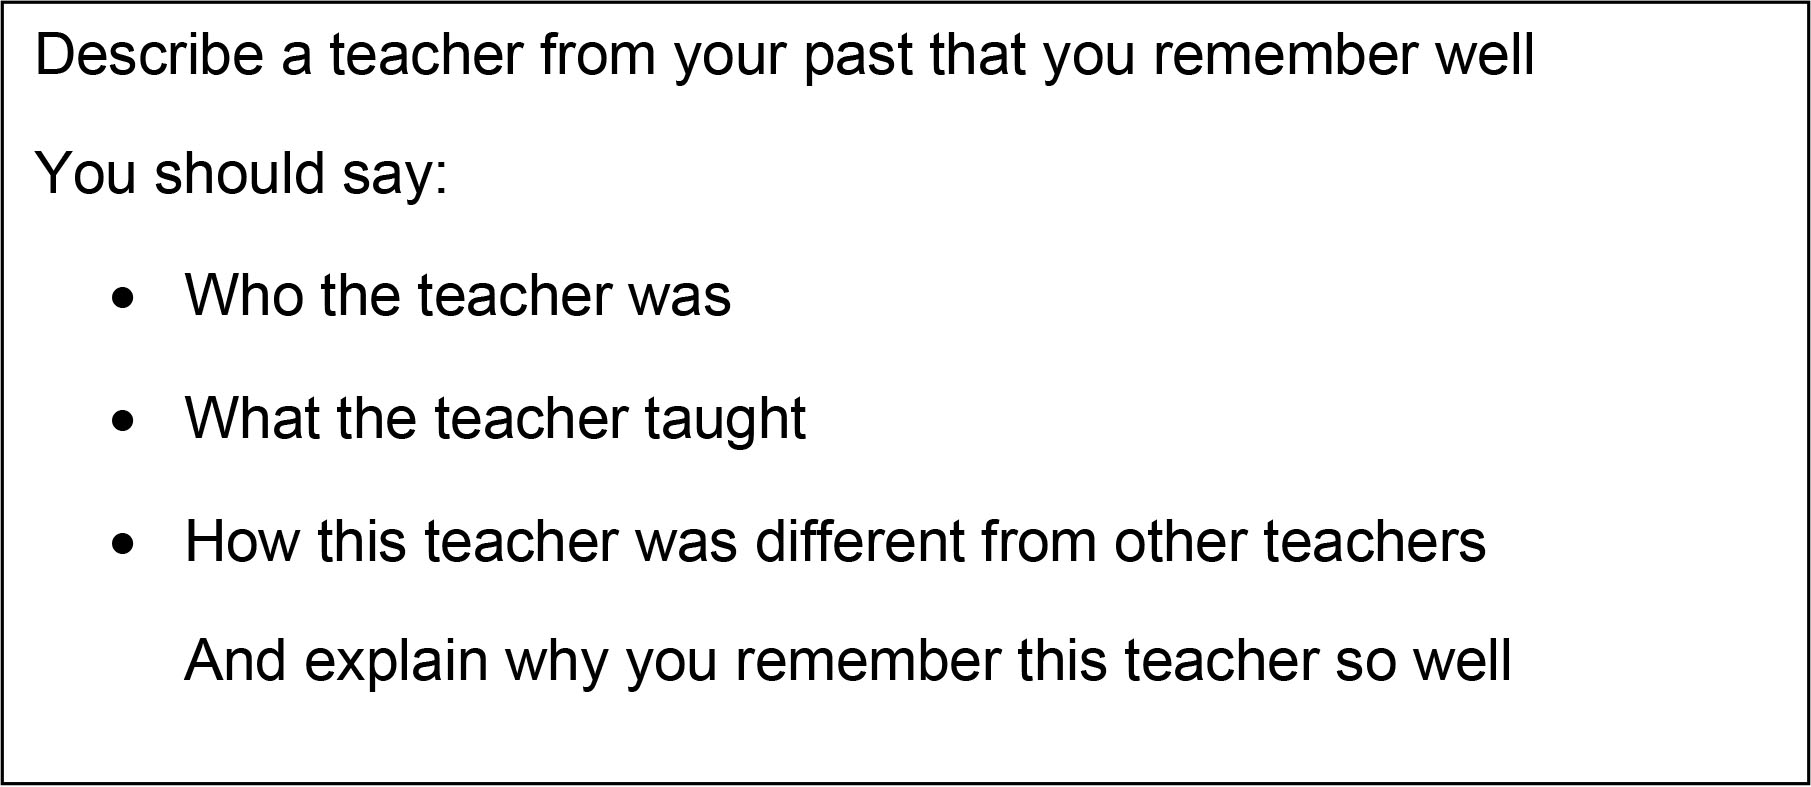 Describe a teacher from your past that you remember well
You should say:
• Who the teacher was
• What the teacher taught
• How this teacher was different from other teachers
And explain why you remember this teacher so well